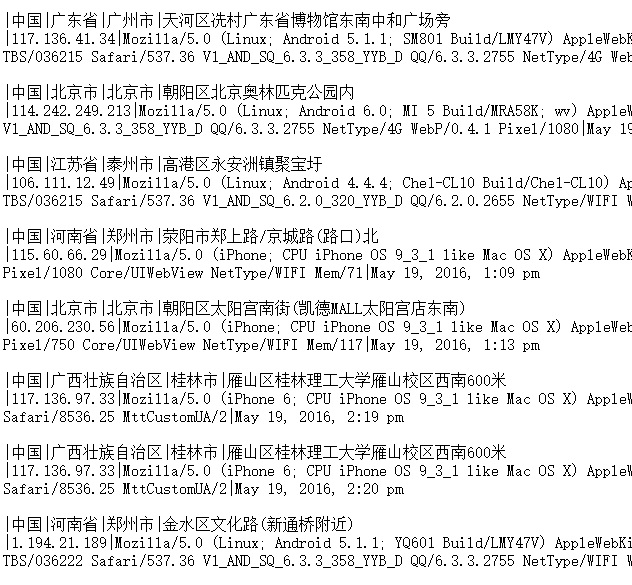 |中国|广东省|广州市|天河区冼村广东省博物馆东南中和广场旁
|117.136.41.34|Mozilla/5.0 (Linux; Android 5.1.1; SM801 Build/LMY47V) AppleWebK
TBS/036215 Safari/537.36 V1_AND_SQ_6.3.3_358_YYB_D QQ/6.3.3.2755 NetType/4G Web
|中国|北京市|北京市|朝阳区北京奥林匹克公园内
|114.242.249.213|Mozilla/5.0 (Linux; Android 6.0; MI 5 Build/MRA58K; wv) AppleW
V1_AND_SQ_6.3.3_358_YYB_D QQ/6.3.3.2755 NetType/4G WebP/0.4.1 Pixel/1080|May 19
|中国|江苏省|泰州市|高港区永安洲镇聚宝圩
|106.111.12.49|Mozilla/5.0 (Linux; Android 4.4.4; Che1-CL10 Build/Che1-CL10) Ap
TBS/036215 Safari/537.36 V1_AND_SQ_6.2.0_320_YYB_D QQ/6.2.0.2655 NetType/WIFI W
|中国|河南省|郑州市|荥阳市郑上路/京城路(路口)北
|115.60.66.29|Mozilla/5.0 (iPhone; CPU iPhone OS 9_3_1 like Mac OS X) AppleWebK
Pixel/1080 Core/UIWebView NetType/WIFI Mem/71|May 19, 2016, 1:09 pm
|中国|北京市|北京市|朝阳区太阳宫南街(凯德MALL太阳宫店东南)
|60.206.230.56|Mozilla/5.0 (iPhone; CPU iPhone OS 9_3_1 like Mac OS X) AppleWeb
Pixel/750 Core/UIWebView NetType/WIFI Mem/117|May 19, 2016, 1:13 pm
|中国|广西壮族自治区|桂林市|雁山区桂林理工大学雁山校区西南600米
|117.136.97.33|Mozilla/5.0 (iPhone 6; CPU iPhone OS 9_3_1 like Mac OS X) AppleW
Safari/8536.25 MttCustomUA/2|May 19, 2016, 2:19 pm
|中国|广西壮族自治区|桂林市|雁山区桂林理工大学雁山校区西南600米
|117.136.97.33|Mozilla/5.0 (iPhone 6; CPU iPhone OS 9_3_1 like Mac OS X) AppleW
Safari/8536.25 MttCustomUA/2|May 19, 2016, 2:20 pm
|中国|河南省|郑州市|金水区文化路(新通桥附近)
|1.194.21.189|Mozilla/5.0 (Linux; Android 5.1.1; YQ601 Build/LMY47V) AppleWebKi
TBS/036222 Safari/537.36 V1_AND_SQ_6.3.3_358_YYB_D QQ/6.3.3.2755 NetType/WIFI W